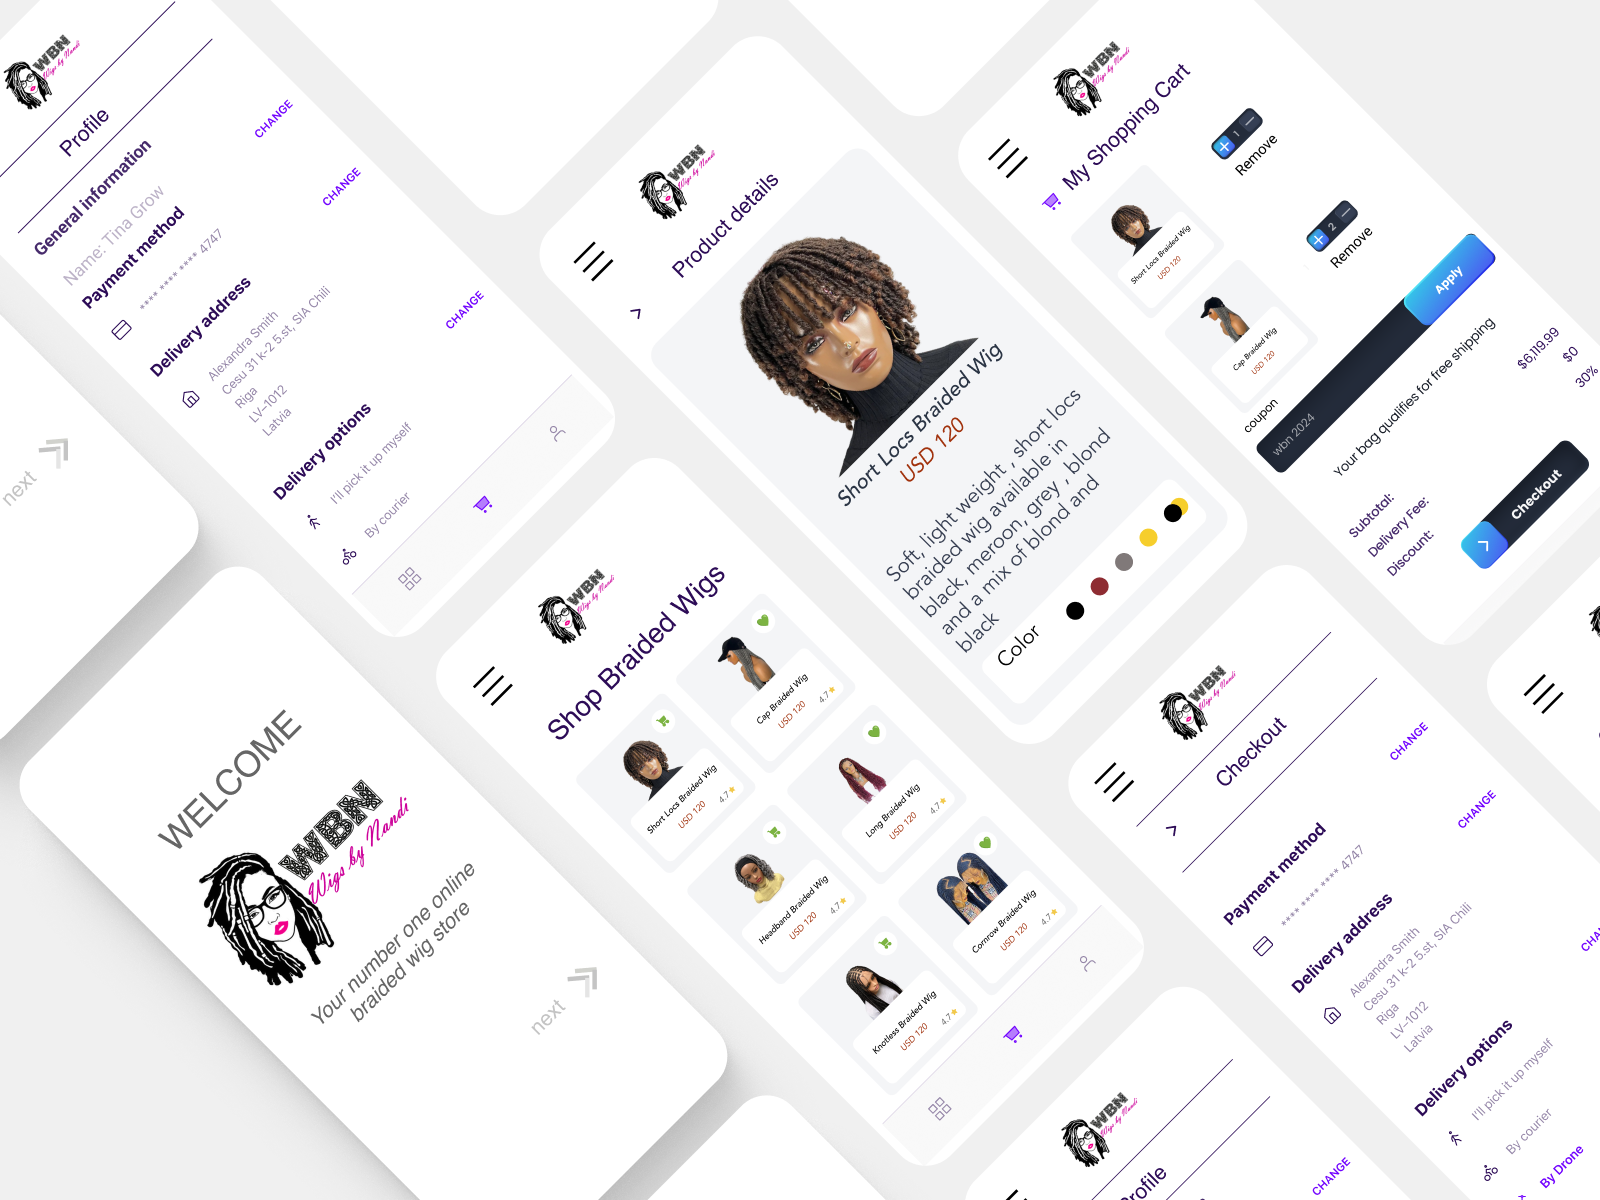 WBN
Wigs by Nandi
Profile
General information
CHANGE
Name: Tina Grow
Payment method
CHANGE
**** **** **** 4747
Delivery address
CHANGE
Alexandra Smith
Cesu 31 k-2 5.st, SIA Chili
Riga
LV-1012
Latvia
Delivery options
I'll pick it up myself
By courier
next
WELCOME
WBN
Wigs by Nandi
Your number one online
braided wig store
next
WBN
Wigs by Nandi
Shop Braided Wigs
Short Locs Braided Wig
USD 120
4.7
Cap Braided Wig
USD 120
4.7
Headband Braided Wig
USD 120
4.7
Long Braided Wig
USD 120
4.7
Knotless Braided Wig
USD 120
4.7
Cornrow Braided Wig
USD 120
4.7
WBN
Wigs by Nandi
Product details
Short Locs Braided Wig
USD 120
Soft, light weight , short locs
braided wig available in
black, meroon, grey , blond
and a mix of blond and
black
Color
WBN
Wigs by Nandi
My Shopping Cart
Short Locs Braided Wig
USD 120
1
Remove
Cap Braided Wig
USD 120
2
Remove
coupon
wbn 2024
Apply
Your bag qualifies for free shipping
Subtotal:
$6,119.99
Delivery Fee:
$0
Discount:
30%
Checkout
WBN
Wigs by Nandi
Checkout
Payment method
CHANGE
**** **** **** 4747
Delivery address
CHANGE
Alexandra Smith
Cesu 31 k-2 5.st, SIA Chili
Riga
LV-1012
Latvia
Delivery options
I'll pick it up myself
By courier
By Drone
WBN
Wigs by Nandi
Profile
CHANGE